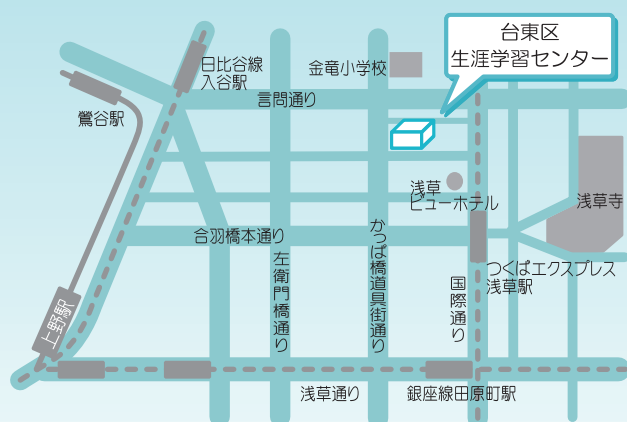 台東区
生涯学習センター
日比谷線
入谷駅
金竜小学校
言問通り
鶯谷駅
浅草
ビューホテル
浅草寺
合羽橋本通り
左衛門橋通り
かっぱ橋道具街通り
国際通り
つくばエクスプレス
浅草駅
上野駅
浅草通り
銀座線田原町駅